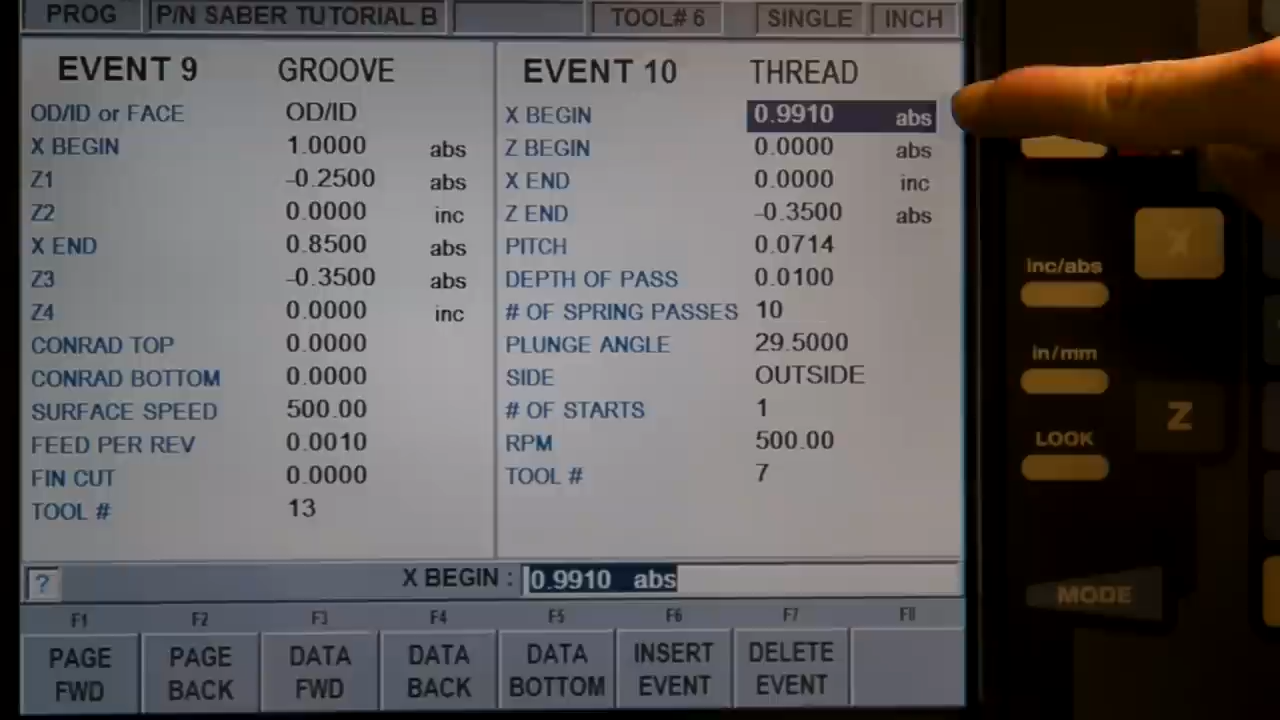 PROG P/N SABER TUTORIAL B TOOL# 6 SINGLE INCH
EVENT 9 GROOVE
OD/ID or FACE OD/ID
X BEGIN 1.0000 abs
Z1 -0.2500 abs
Z2 0.0000 inc
X END 0.8500 abs
Z3 -0.3500 abs
Z4 0.0000 inc
CONRAD TOP 0.0000
CONRAD BOTTOM 0.0000
SURFACE SPEED 500.00
FEED PER REV 0.0010
FIN CUT 0.0000
TOOL # 13
EVENT 10 THREAD
X BEGIN 0.9910 abs
Z BEGIN 0.0000 abs
X END 0.0000 inc
Z END -0.3500 abs
PITCH 0.0714
DEPTH OF PASS 0.0100
# OF SPRING PASSES 10
PLUNGE ANGLE 29.5000
SIDE OUTSIDE
# OF STARTS 1
RPM 500.00
TOOL # 7
? X BEGIN : 0.9910 abs
F1 F2 F3 F4 F5 F6 F7 F8
PAGE FWD
PAGE BACK
DATA FWD
DATA BACK
DATA BOTTOM
INSERT EVENT
DELETE EVENT
X
Inc/abs
In/mm
Z
LOOK
MODE